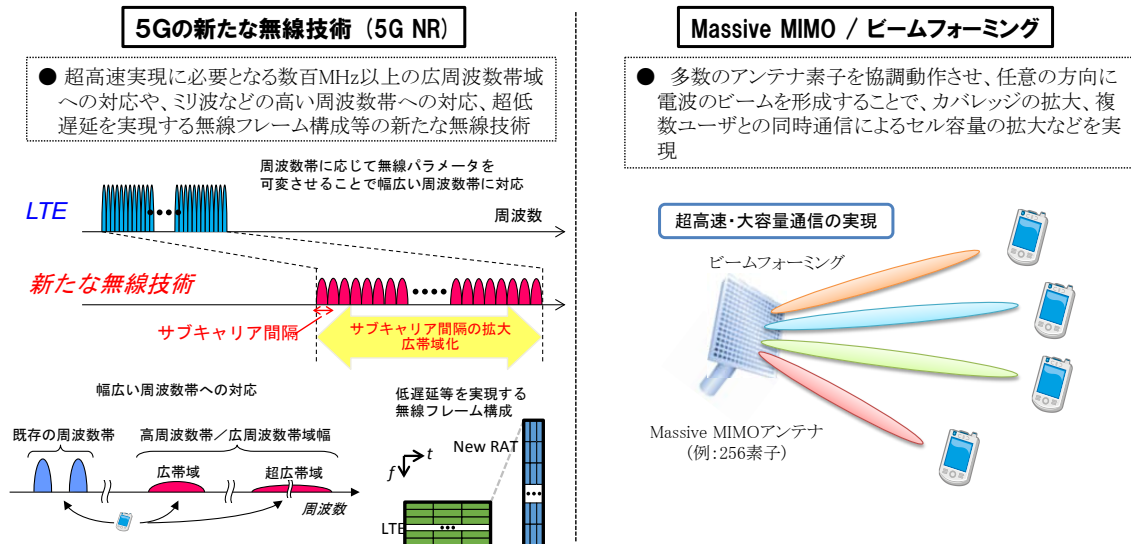 5Gの新たな無線技術（5G NR）
● 超高速実現に必要となる数百MHz以上の広周波数帯域
への対応や、ミリ波などの高い周波数帯への対応、超低
遅延を実現する無線フレーム構成等の新たな無線技術
周波数帯に応じて無線パラメータを
可変させることで幅広い周波数帯に対応
LTE
周波数
新たな無線技術
サブキャリア間隔
サブキャリア間隔の拡大
広帯域化
幅広い周波数帯への対応
既存の周波数帯
高周波数帯／広周波数帯域幅
広帯域
超広帯域
周波数
低遅延等を実現する
無線フレーム構成
New RAT
t
f
LTE
Massive MIMO / ビームフォーミング
● 多数のアンテナ素子を協調動作させ、任意の方向に
電波のビームを形成することで、カバレッジの拡大、複
数ユーザとの同時通信によるセル容量の拡大などを実
現
超高速・大容量通信の実現
ビームフォーミング
Massive MIMOアンテナ
（例：256素子）